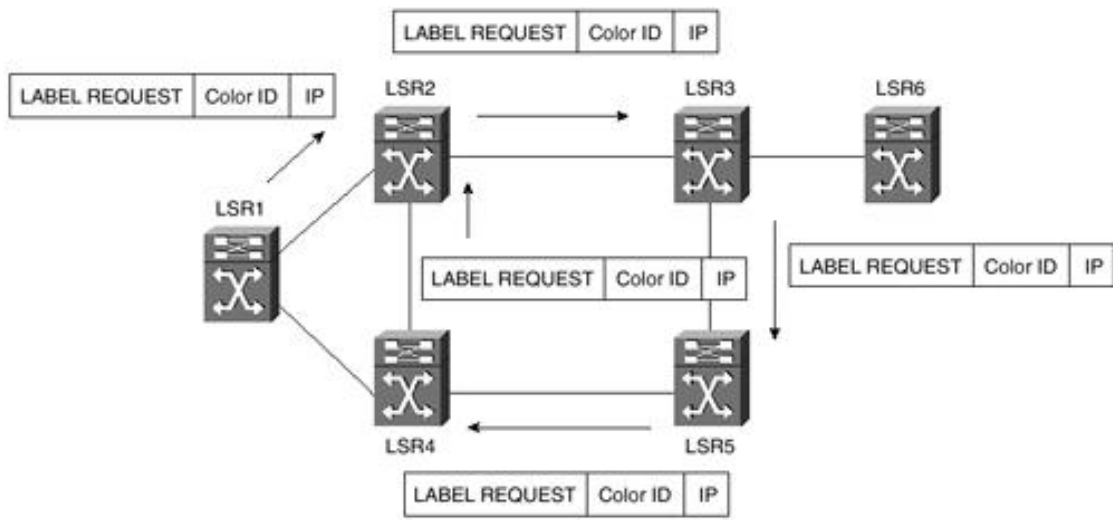 LABEL REQUEST Color ID IP
LABEL REQUEST Color ID IP
LSR2
LSR3
LSR6
LSR1
LABEL REQUEST Color ID IP
LABEL REQUEST Color ID IP
LSR4
LSR5
LABEL REQUEST Color ID IP